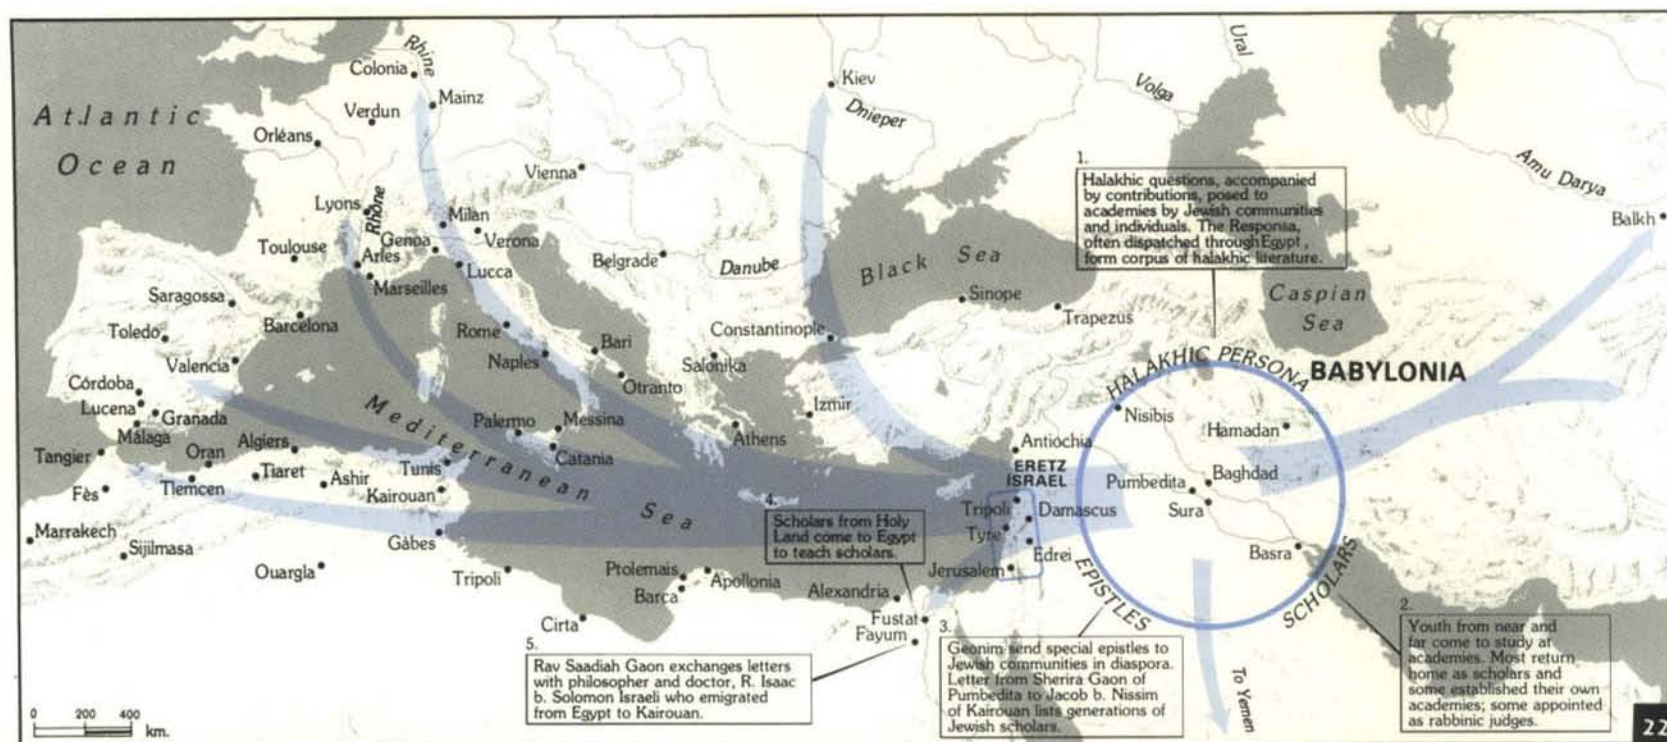 Atlantic
Ocean
Rhine
Colonia
Mainz
Verdun
Orléans
Lyons
Rhône
Vienna
Milan
Verona
Genoa
Toulouse
Arles
Marseilles
Lucca
Belgrade
Danube
Saragossa
Barcelona
Toledo
Valencia
Rome
Naples
Bari
Otranto
Salonika
Constantinople
Córdoba
Lucena
Granada
Málaga
Tangier
Fès
Marrakech
Sijilmasa
Oran
Tlemcen
Algiers
Tiaret
Ashir
Ouargla
Tunis
Kairouan
Gàbes
Tripoli
Palermo
Messina
Catania
Mediterranean
Sea
Athens
Izmir
Cirta
Ptolemais
Barca
Apollonia
Alexandria
Fustat
Fayum
Kiev
Dnieper
Volga
Ural
Amu Darya
Balkh
Black Sea
Sinope
Trapezus
Caspian
Sea
1.
Halakhic questions, accompanied
by contributions, posed to
academies by Jewish communities
and individuals. The Responsa,
often dispatched through Egypt,
form corpus of halakhic literature.
HALAKHIC PERSONA
BABYLONIA
Nisibis
Hamadan
Baghdad
Pumbedita
Sura
Basra
EPISTLES
SCHOLARS
Antiochia
ERETZ
ISRAEL
Tripoli
Damascus
Tyre
Edrei
Jerusalem
To Yemen
4.
Scholars from Holy
Land come to Egypt
to teach scholars.
5.
Rav Saadiah Gaon exchanges letters
with philosopher and doctor, R. Isaac
b. Solomon Israeli who emigrated
from Egypt to Kairouan.
3.
Geonim send special epistles to
Jewish communities in diaspora.
Letter from Sherira Gaon of
Pumbedita to Jacob b. Nissim
of Kairouan lists generations of
Jewish scholars.
2.
Youth from near and
far come to study at
academies. Most return
home as scholars and
some established their own
academies; some appointed
as rabbinic judges.
0 200 400
km.
22